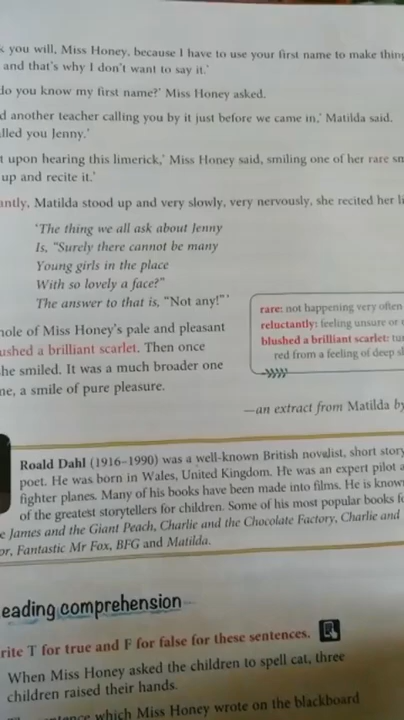 you will, Miss Honey, because I have to use your first name to make
and that's why I don't want to say it.'
do you know my first name?' Miss Honey asked.
another teacher calling you by it just before we came in,' Matilda said.
you Jenny.'
upon hearing this limerick,' Miss Honey said, smiling one of her rare
up and recite it.'
Matilda stood up and very slowly, very nervously, she recited her
'The thing we all ask about Jenny
Is, "Surely there cannot be many
Young girls in the place
With so lovely a face?"
The answer to that is, "Not any!"'
of Miss Honey's pale and pleasant
a brilliant scarlet. Then once
she smiled. It was a much broader one
a smile of pure pleasure.
rare: not happening very often
reluctantly: feeling unsure or
blushed a brilliant scarlet:
red from a feeling of deep
—an extract from Matilda by
Roald Dahl (1916–1990) was a well-known British novelist, short story
poet. He was born in Wales, United Kingdom. He was an expert pilot
fighter planes. Many of his books have been made into films. He is known
of the greatest storytellers for children. Some of his most popular books
James and the Giant Peach, Charlie and the Chocolate Factory, Charlie and
Fantastic Mr Fox, BFG and Matilda.
comprehension
T for true and F for false for these sentences.
When Miss Honey asked the children to spell cat, three
children raised their hands.
which Miss Honey wrote on the blackboard